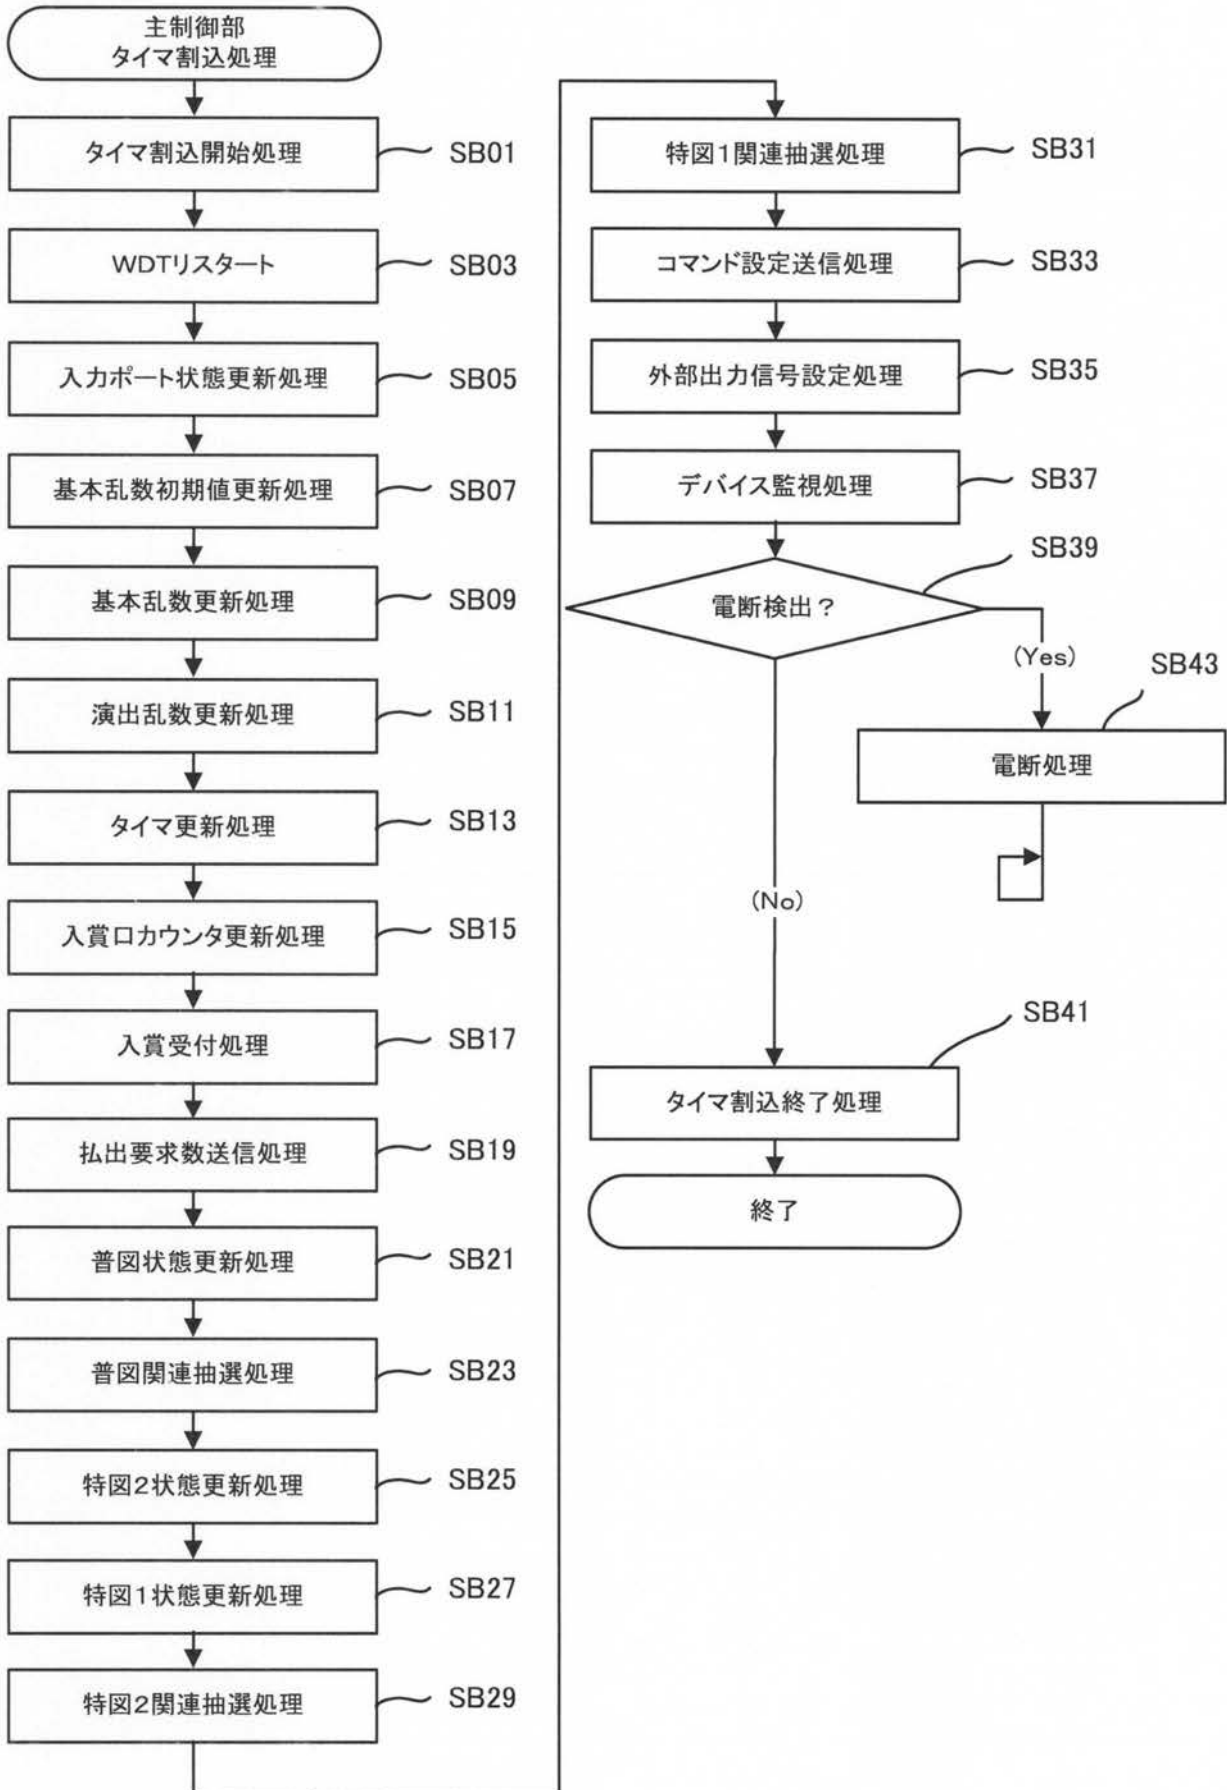 主制御部
タイマ割込処理
タイマ割込開始処理 SB01
WDTリスタート SB03
入力ポート状態更新処理 SB05
基本乱数初期値更新処理 SB07
基本乱数更新処理 SB09
演出乱数更新処理 SB11
タイマ更新処理 SB13
入賞口カウンタ更新処理 SB15
入賞受付処理 SB17
払出要求数送信処理 SB19
普図状態更新処理 SB21
普図関連抽選処理 SB23
特図2状態更新処理 SB25
特図1状態更新処理 SB27
特図2関連抽選処理 SB29
特図1関連抽選処理 SB31
コマンド設定送信処理 SB33
外部出力信号設定処理 SB35
デバイス監視処理 SB37
電断検出? SB39
(Yes)
電断処理 SB43
(No)
タイマ割込終了処理 SB41
終了